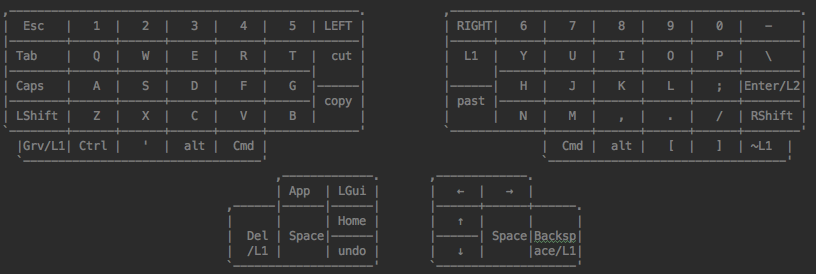 Esc | 1 | 2 | 3 | 4 | 5 | LEFT | RIGHT | 6 | 7 | 8 | 9 | 0 | -
Tab | Q | W | E | R | T | cut | L1 | Y | U | I | O | P | \
Caps | A | S | D | F | G | H | J | K | L | ; | Enter/L2
copy | past
LShift | Z | X | C | V | B | N | M | , | . | / | RShift
Grv/L1 | Ctrl | ' | alt | Cmd | Cmd | alt | [ | ] | ~L1
App | LGui | ← | →
Home | ↑
Del | Space | Space | Backsp
/L1 | undo | ↓ | ace/L1